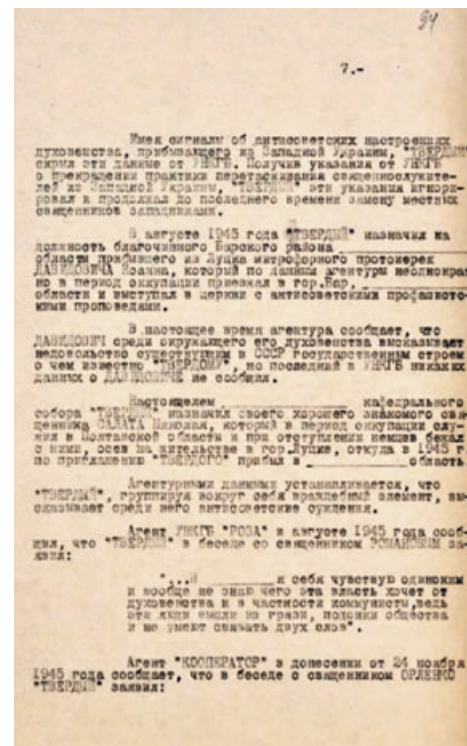 94
7.-
Имея сигналы об антисоветских настроениях
духовенства, прибывающего из Западной Украины, "ТВЕРДЫЙ"
скрыл эти данные от УНКГБ. Получив указания от УНКГБ
о прекращении практики перетаскивания священнослужите-
лей из Западной Украины, "ТВЕРДЫЙ" эти указания игнори-
ровал и продолжал до последнего времени замену местных
священников западниками.
В августе 1945 года "ТВЕРДЫЙ" назначил на
должность благочинного Барского района
области прибывшего из Луцка митрофорного протоиерея
ДАВИДОВИЧА Иоанна, который по данным агентуры неоднократ
но в период оккупации приезжал в гор.Бар,
области и выступал в церкви с антисоветскими профашистс-
кими проповедями.
В настоящее время агентура сообщает, что
ДАВИДОВИЧ среди окружающего его духовенства высказывает
недовольство существующим в СССР государственным строем
о чем известно "ТВЕРДОМУ", но последний в УНКГБ никаких
данных о ДАВИДОВИЧЕ не сообщил.
Настоятелем кафедрального
собора "ТВЕРДЫЙ" назначил своего хорошего знакомого свя-
щенника САЛАТА Николая, который в период оккупации слу-
жил в Полтавской области и при отступлении немцев бежал
с ними, осев на жительство в гор.Луцке, откуда в 1945 г.
по приглашению "ТВЕРДОГО" прибыл в область
Агентурными данными устанавливается, что
"ТВЕРДЫЙ", группируя вокруг себя враждебный элемент, вы-
сказывает среди него антисоветские суждения.
Агент УНКГБ "РОЗА" в августе 1945 года сооб-
щил, что "ТВЕРДЫЙ" в беседе со священником РОМАНОВЫМ за-
явил:
"...В я себя чувствую одиноким
и вообще не знаю чего эта власть хочет от
духовенства и в частности коммунисты,ведь
эти люди вышли из грязи, подонки общества
и не умеют связать двух слов".
Агент "КООПЕРАТОР" в донесении от 24 ноября
1945 года сообщает, что в беседе с священником ОРЛЕНКО
"ТВЕРДЫЙ" заявил: